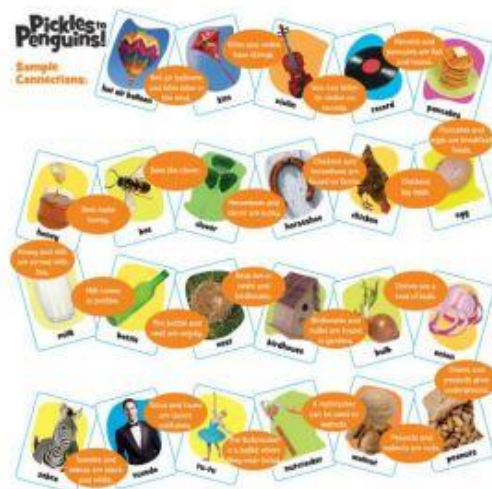 Pickles to
Penguins!
Sample
Connections:
Kites and violins
have strings.
Records and
pancakes are flat
and round.
Hot air balloons
and kites glide in
the wind.
You can listen
to violins on
records.
hot air balloon
kite
violin
record
pancakes
Pancakes and
eggs are breakfast
foods.
Bees like clover.
Chickens and
horseshoes are
found on farms.
Horseshoes and
clover are lucky.
Chickens
lay eggs.
Bees make
honey.
honey
bee
clover
horseshoe
chicken
egg
Honey and milk
are served with
tea.
Milk comes
in bottles.
Birds live in
nests and
birdhouses.
Onions are a
kind of bulb.
The bottle and
nest are empty.
Birdhouses and
bulbs are found
in gardens.
milk
bottle
nest
birdhouse
bulb
onion
Onions and
peanuts grow
underground.
Tutus and tuxes
are dance
costumes.
A nutcracker
can be used on
walnuts.
Tuxedos and
zebras are black
and white.
The Nutcracker
is a ballet where
they wear tutus.
Peanuts and
walnuts are nuts.
zebra
tuxedo
tu-tu
nutcracker
walnut
peanuts